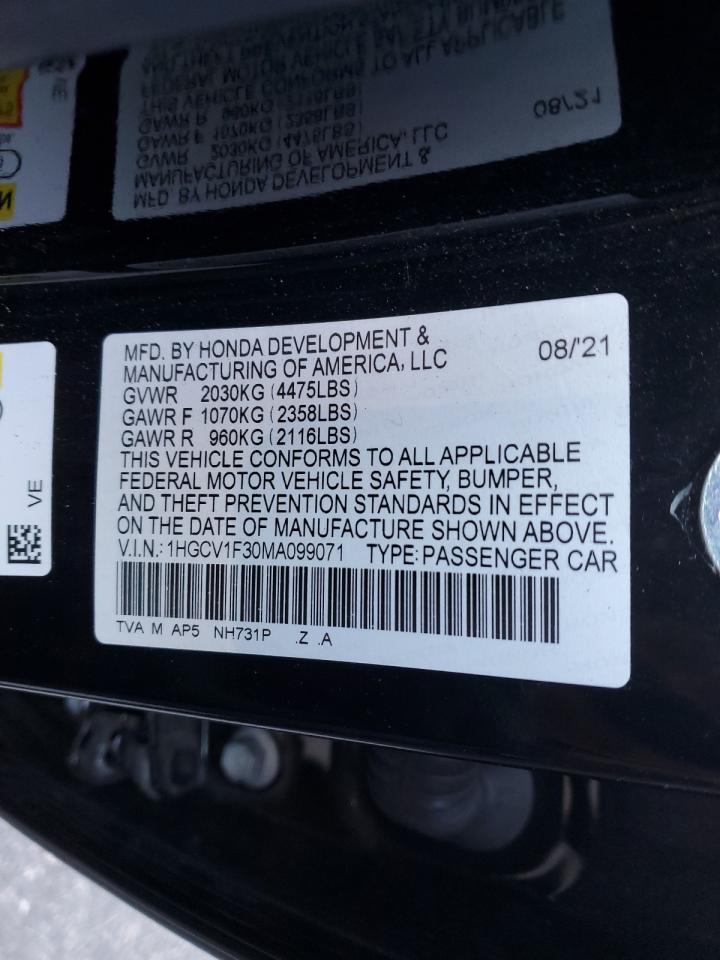 MFD. BY HONDA DEVELOPMENT &
MANUFACTURING OF AMERICA, LLC
08/'21
GVWR 2030KG (4475LBS)
GAWR F 1070KG (2358LBS)
GAWR R 960KG (2116LBS)
THIS VEHICLE CONFORMS TO ALL APPLICABLE
FEDERAL MOTOR VEHICLE SAFETY, BUMPER,
AND THEFT PREVENTION STANDARDS IN EFFECT
ON THE DATE OF MANUFACTURE SHOWN ABOVE.
V.I.N.: 1HGCV1F30MA099071 TYPE: PASSENGER CAR
TVA M AP5 NH731P .Z .A
VE